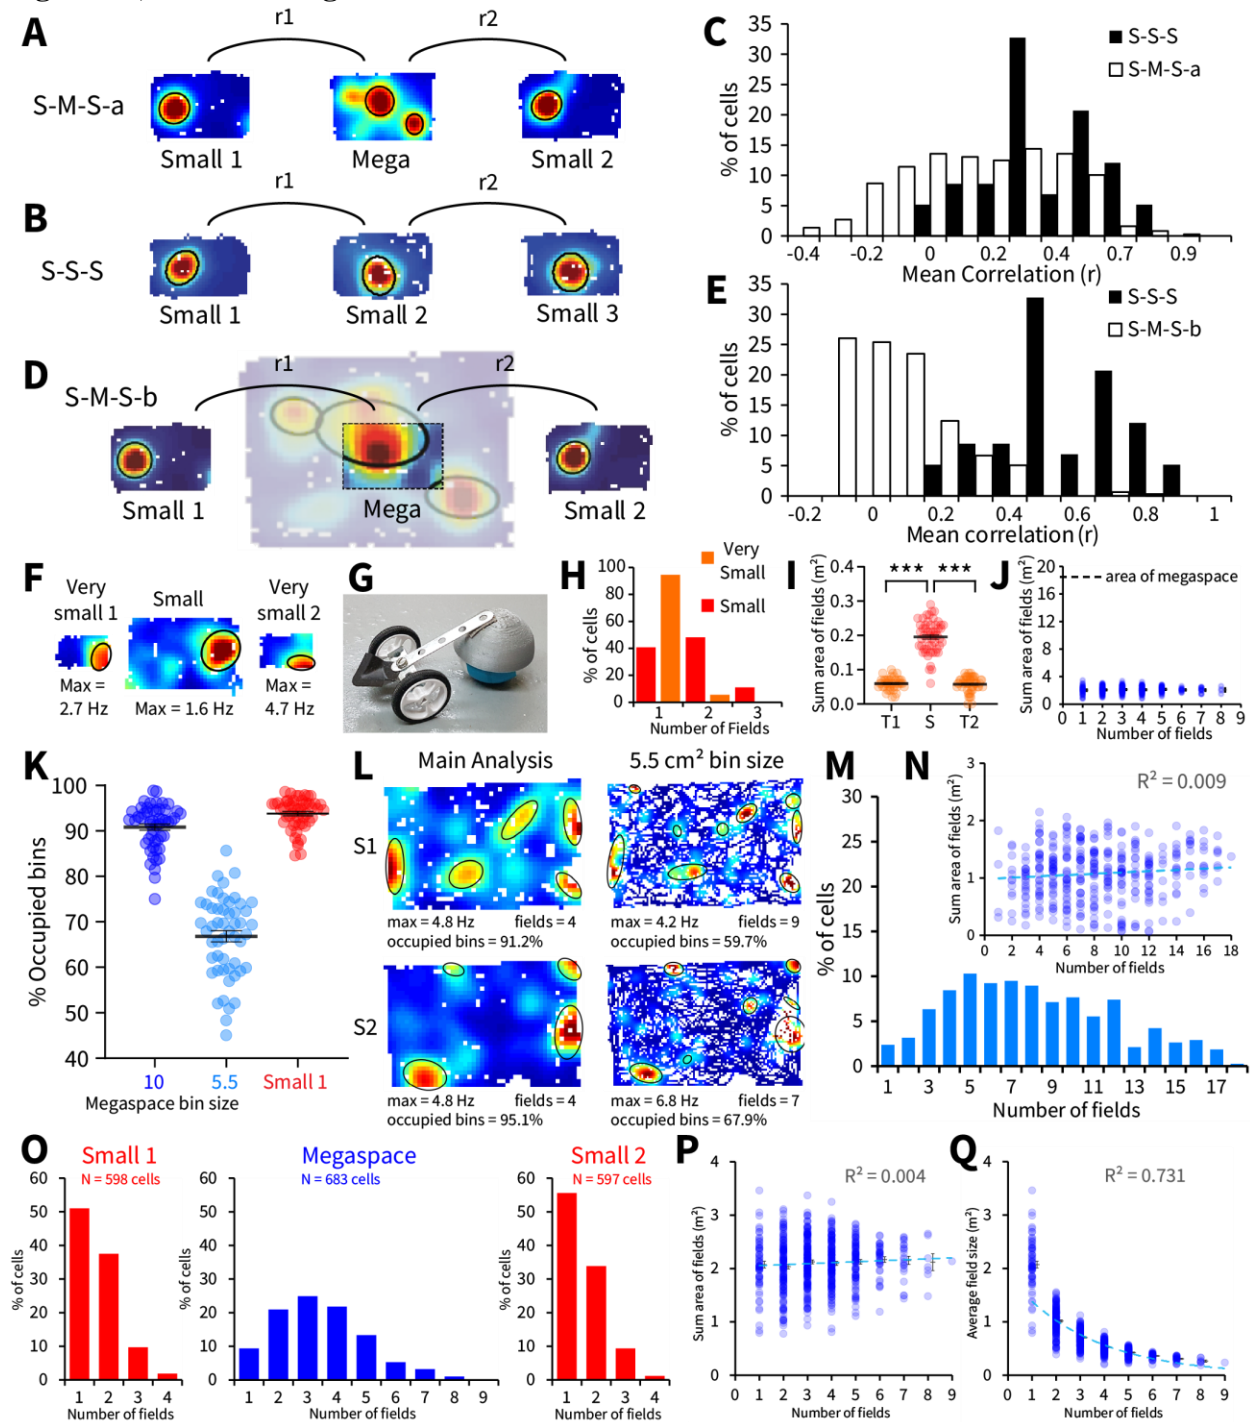 A
r1
r2
S-M-S-a
Small 1
Mega
Small 2
B
r1
r2
S-S-S
Small 1
Small 2
Small 3
C
S-S-S
S-M-S-a
% of cells
35
30
25
20
15
10
5
0
-0.4
-0.2
0
0.2
0.4
0.7
0.9
Mean Correlation (r)
D
S-M-S-b
r1
r2
Small 1
Mega
Small 2
E
S-S-S
S-M-S-b
% of cells
35
30
25
20
15
10
5
0
-0.2
0
0.2
0.4
0.6
0.8
1
Mean correlation (r)
F
Very
small 1
Small
Very
small 2
Max =
2.7 Hz
Max = 1.6 Hz
Max =
4.7 Hz
G
H
Very
Small
Small
% of cells
100
80
60
40
20
0
1
2
3
Number of Fields
I
Sum area of fields (m²)
0.4
0.3
0.2
0.1
0.0
***
***
T1
S
T2
J
area of megaspace
Sum area of fields (m²)
20
16
12
8
4
0
0 1 2 3 4 5 6 7 8 9
Number of fields
K
% Occupied bins
100
90
80
70
60
50
40
10
5.5
Small 1
Megaspace bin size
L
Main Analysis
5.5 cm² bin size
S1
max = 4.8 Hz
fields = 4
occupied bins = 91.2%
max = 4.2 Hz
fields = 9
occupied bins = 59.7%
S2
max = 4.8 Hz
fields = 4
occupied bins = 95.1%
max = 6.8 Hz
fields = 7
occupied bins = 67.9%
M
% of cells
30
25
20
15
10
5
0
1
3
5
7
9
11
13
15
17
Number of fields
N
R² = 0.009
Sum area of fields (m²)
3
2
1
0
0 2 4 6 8 10 12 14 16 18
Number of fields
O
Small 1
N = 598 cells
% of cells
60
50
40
30
20
10
0
1 2 3 4
Number of fields
Megaspace
N = 683 cells
% of cells
60
50
40
30
20
10
0
1 2 3 4 5 6 7 8 9
Number of fields
Small 2
N = 597 cells
% of cells
60
50
40
30
20
10
0
1 2 3 4
Number of fields
P
R² = 0.004
Sum area of fields (m²)
4
3
2
1
0
0 1 2 3 4 5 6 7 8 9
Number of fields
Q
R² = 0.731
Average field size (m²)
4
3
2
1
0
0 1 2 3 4 5 6 7 8 9
Number of fields